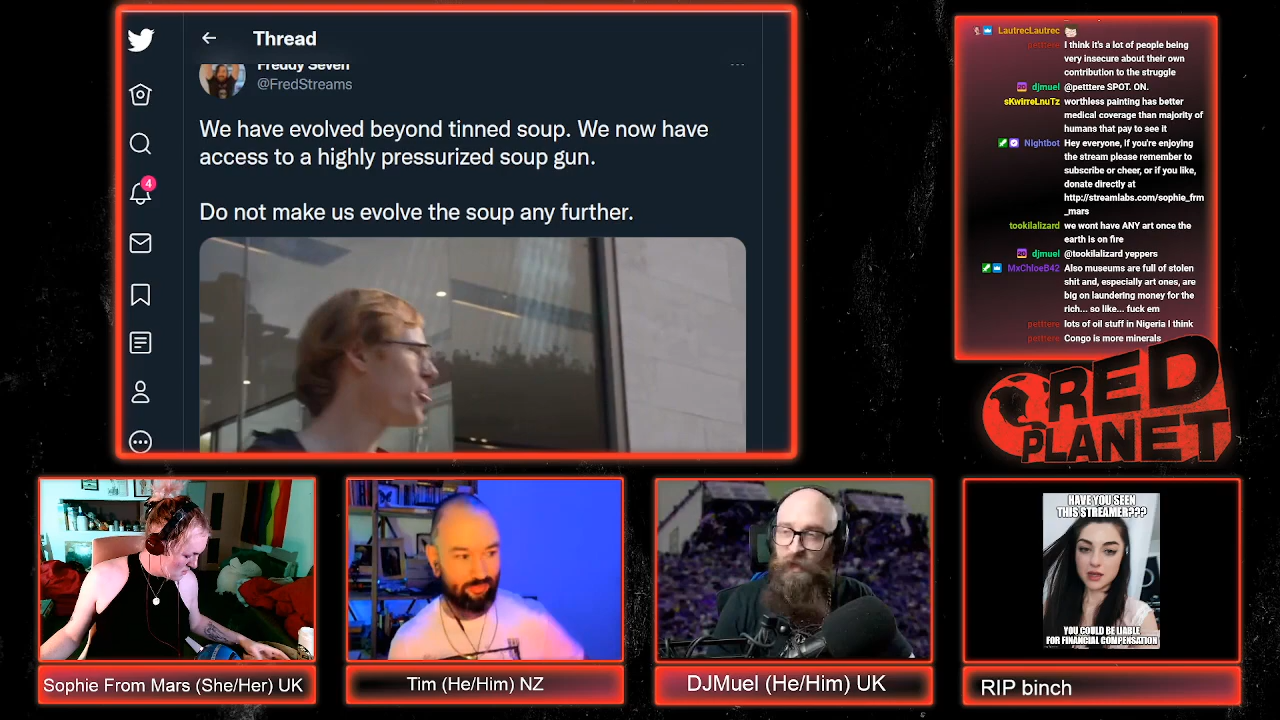 Thread
Freddy Seven
@FredStreams
We have evolved beyond tinned soup. We now have
access to a highly pressurized soup gun.
Do not make us evolve the soup any further.
4
LautrecLautrec
petttere I think it's a lot of people being
very insecure about their own
contribution to the struggle
djmuel @petttere SPOT. ON.
sKwirreLnuTz worthless painting has better
medical coverage than majority of
humans that pay to see it
Nightbot Hey everyone, if you're enjoying
the stream please remember to
subscribe or cheer, or if you like,
donate directly at
http://streamlabs.com/sophie_frm
_mars
tookilalizard we wont have ANY art once the
earth is on fire
djmuel @tookilalizard yeppers
MxChloeB42 Also museums are full of stolen
shit and, especially art ones, are
big on laundering money for the
rich... so like... fuck em
petttere lots of oil stuff in Nigeria I think
petttere Congo is more minerals
RED
PLANET
HAVE YOU SEEN
THIS STREAMER???
YOU COULD BE LIABLE
FOR FINANCIAL COMPENSATION
Sophie From Mars (She/Her) UK
Tim (He/Him) NZ
DJMuel (He/Him) UK
RIP binch